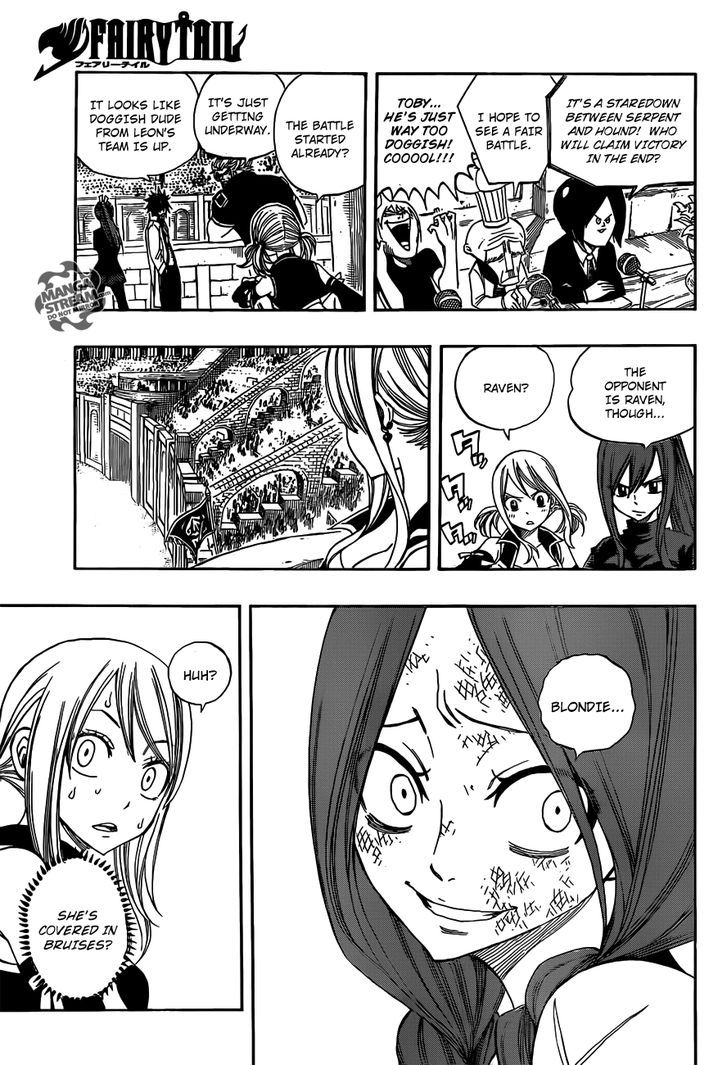 FAIRY TAIL
フェアリーテイル
IT'S A STAREDOWN
BETWEEN SERPENT
AND HOUND! WHO
WILL CLAIM VICTORY
IN THE END?
I HOPE TO
SEE A FAIR
BATTLE.
TOBY...
HE'S JUST
WAY TOO
DOGGISH!
COOOOL!!!
THE BATTLE
STARTED
ALREADY?
IT'S JUST
GETTING
UNDERWAY.
IT LOOKS LIKE
DOGGISH DUDE
FROM LEON'S
TEAM IS UP.
MANGA
STREAM.com
DO NOT MIRROR
THE
OPPONENT
IS RAVEN,
THOUGH...
RAVEN?
BLONDIE...
HUH?
SHE'S
COVERED IN
BRUISES?